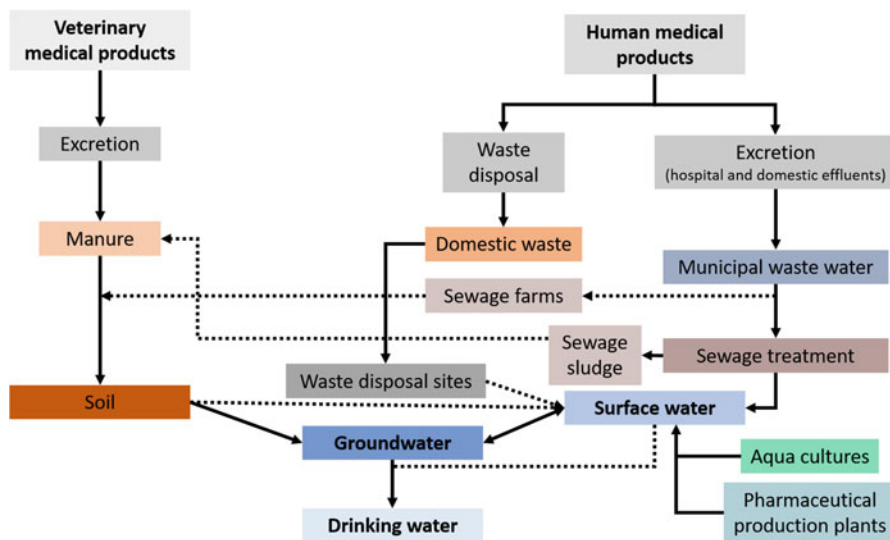 Veterinary
medical products
Human medical
products
Excretion
Waste
disposal
Excretion
(hospital and domestic effluents)
Manure
Domestic waste
Municipal waste water
Sewage farms
Sewage
sludge
Sewage treatment
Waste disposal sites
Soil
Surface water
Groundwater
Aqua cultures
Drinking water
Pharmaceutical
production plants